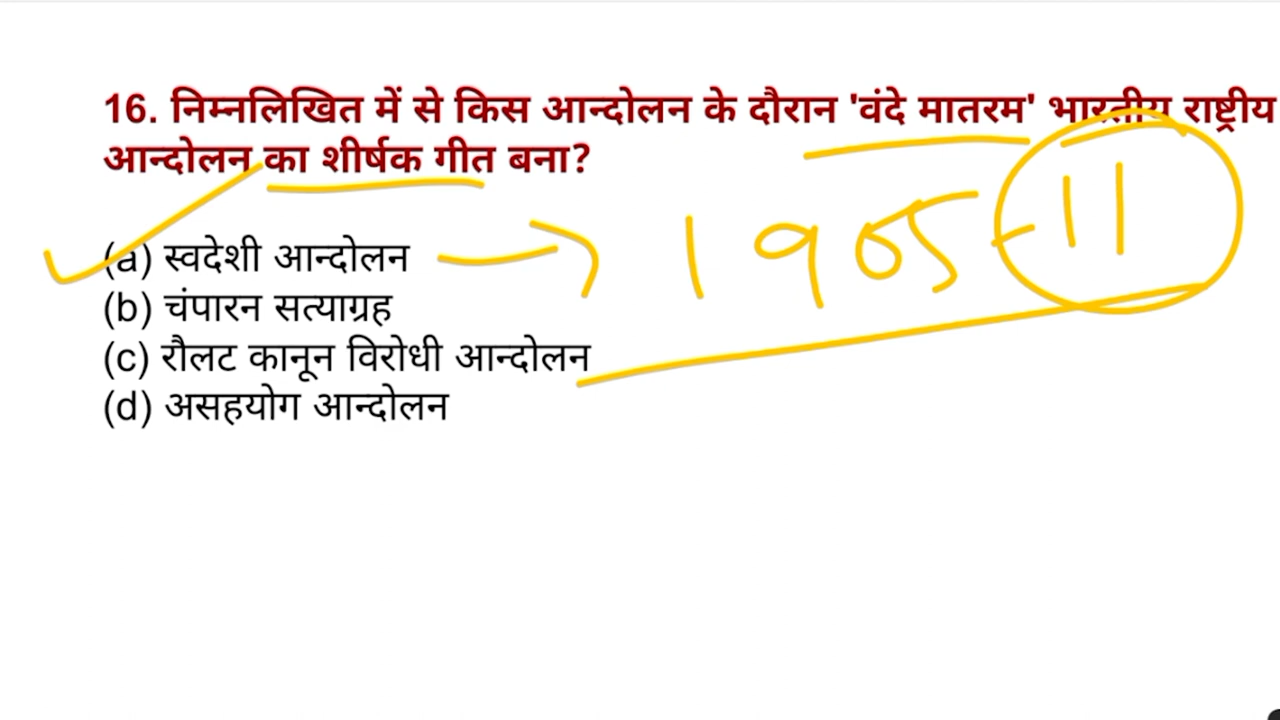 16. निम्नलिखित में से किस आन्दोलन के दौरान 'वंदे मातरम' भारतीय राष्ट्रीय
आन्दोलन का शीर्षक गीत बना?
(a) स्वदेशी आन्दोलन → 1905-11
(b) चंपारन सत्याग्रह
(c) रौलट कानून विरोधी आन्दोलन
(d) असहयोग आन्दोलन